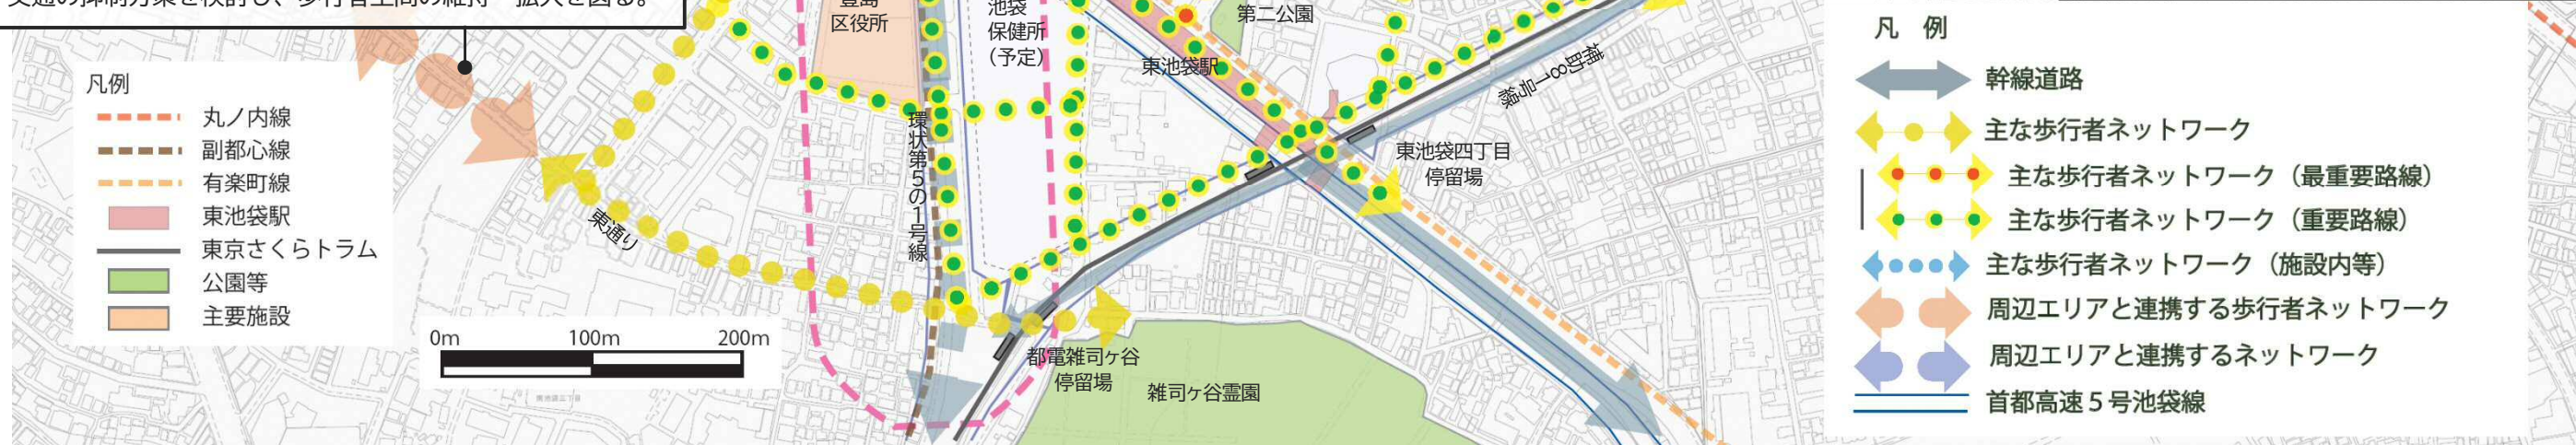 交通の抑制方策を検討し、歩行者空間の維持・拡大を図る。
凡例
丸ノ内線
副都心線
有楽町線
東池袋駅
東京さくらトラム
公園等
主要施設
0m
100m
200m
東通り
豊島
区役所
環状第5の1号線
池袋
保健所
（予定）
東池袋駅
第二公園
補助81号線
東池袋四丁目
停留場
都電雑司ヶ谷
停留場
雑司ヶ谷霊園
凡　例
幹線道路
主な歩行者ネットワーク
主な歩行者ネットワーク（最重要路線）
主な歩行者ネットワーク（重要路線）
主な歩行者ネットワーク（施設内等）
周辺エリアと連携する歩行者ネットワーク
周辺エリアと連携するネットワーク
首都高速５号池袋線